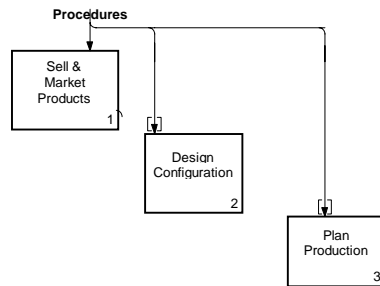 Procedures
Sell &
Market
Products
1
Design
Configuration
2
Plan
Production
3